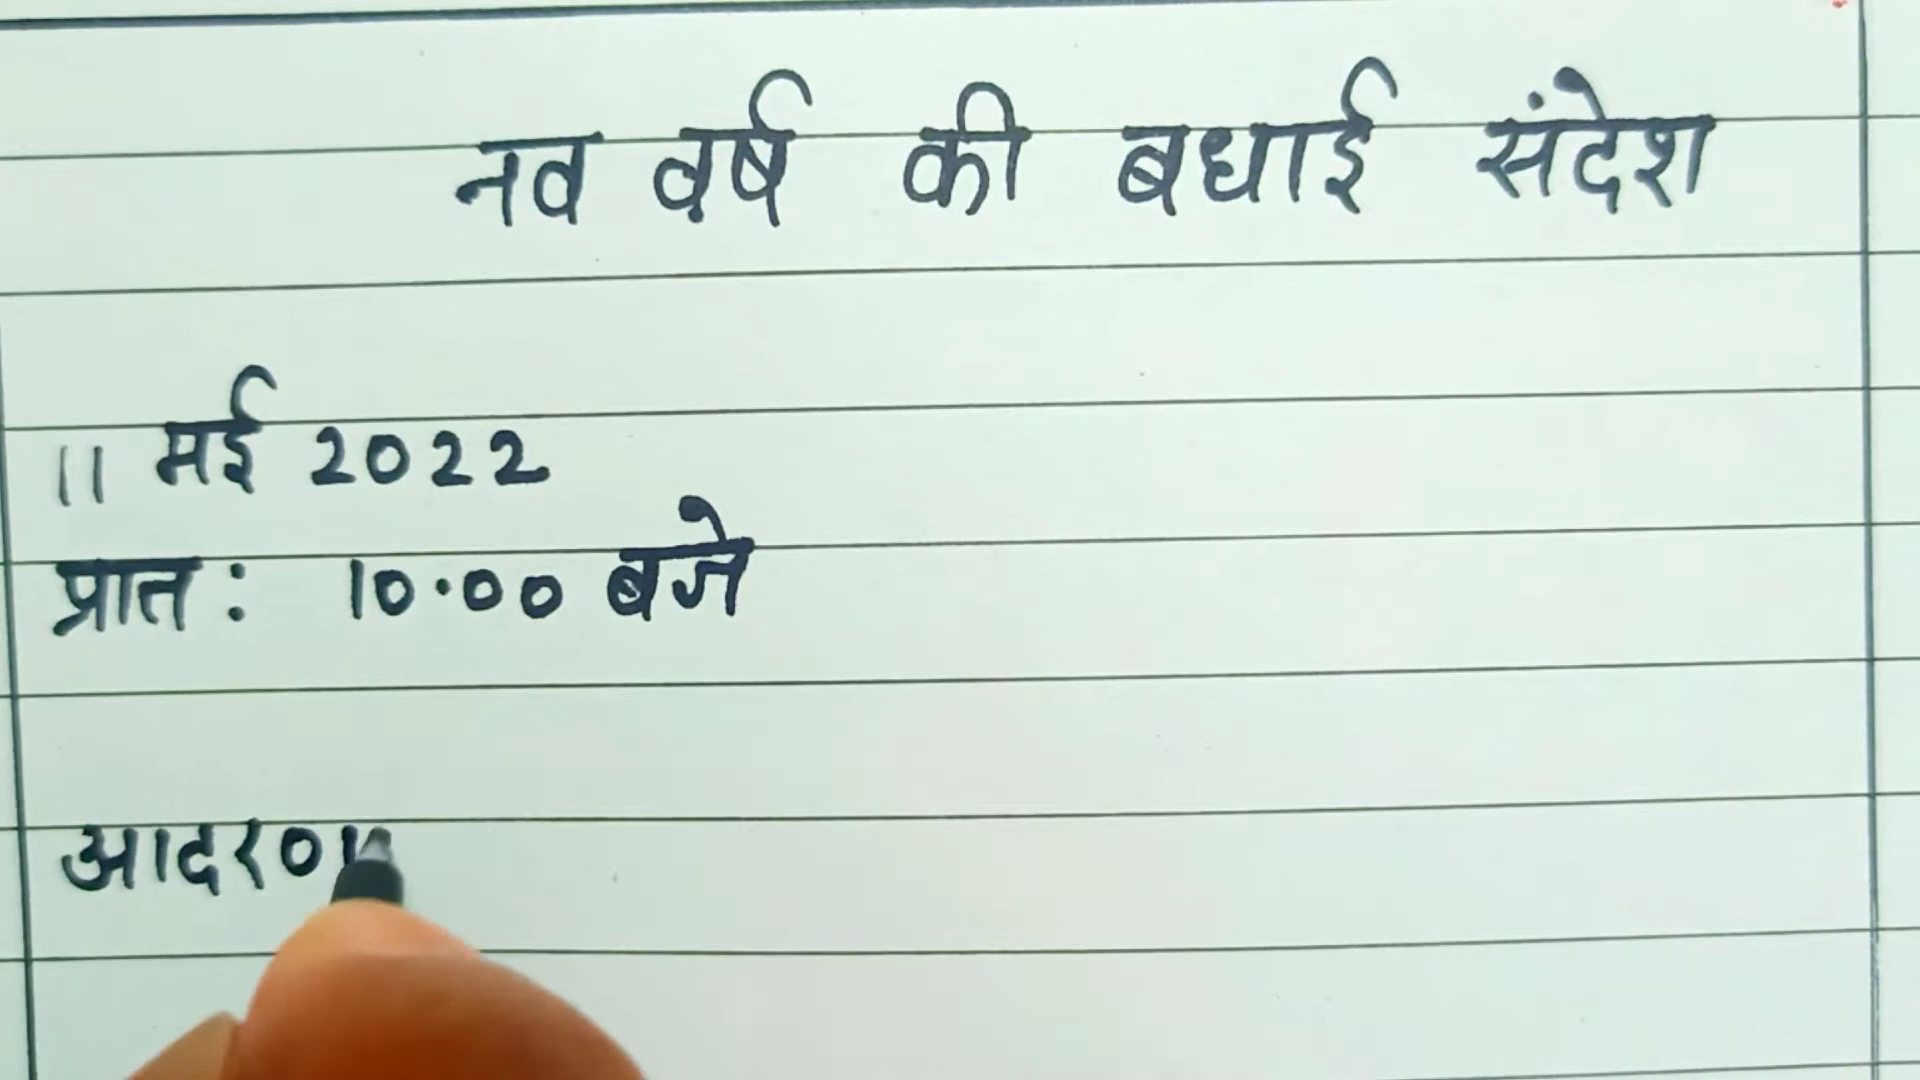 नव वर्ष की बधाई संदेश
11 मई 2022
प्रात: 10.00 बजे